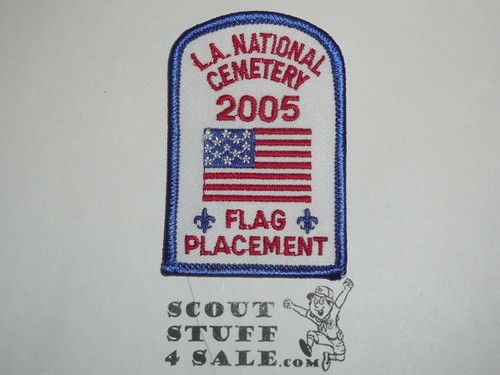 L.A. NATIONAL
CEMETERY
2005
FLAG
PLACEMENT
SCOUT
STUFF
4 SALE.COM